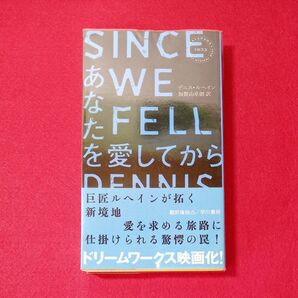 SINCE
WE
FELL
DENNIS
あなた
を愛してから
デニス・ルヘイン
加賀山卓朗 訳
1933
巨匠ルヘインが拓く
新境地
愛を求める旅路に
仕掛けられる驚愕の罠！
ドリームワークス映画化！